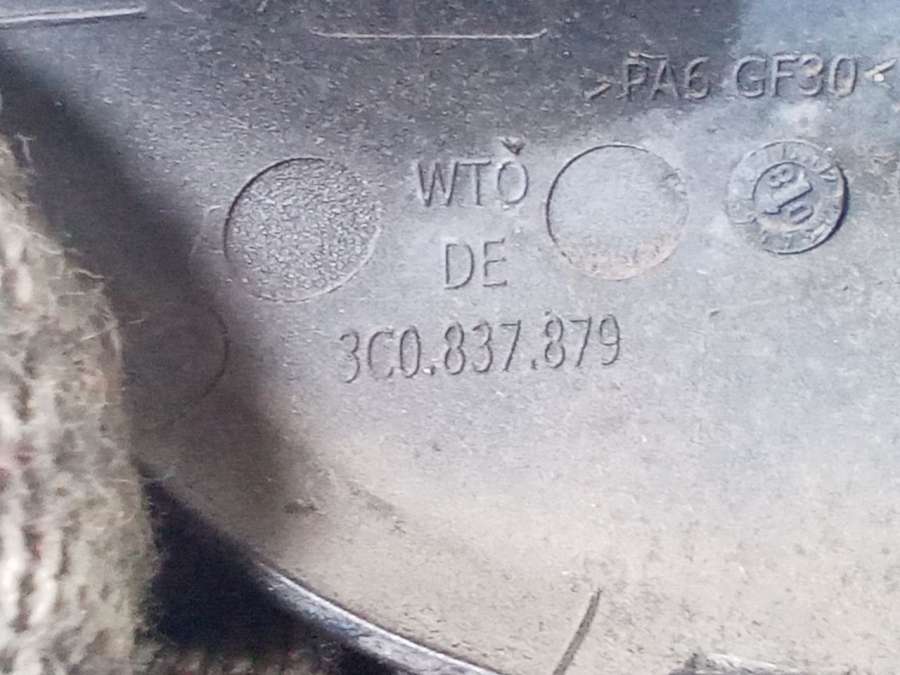 >PA6 GF30<
WTO
DE
3C0.837.879